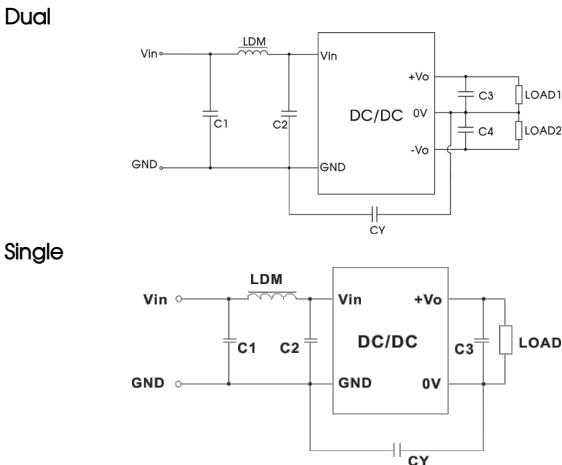 Dual
LDM
Vin
Vin
+Vo
C3
LOAD1
C1
C2
DC/DC
0V
C4
LOAD2
-Vo
GND
GND
CY
Single
LDM
Vin
Vin
+Vo
C1
C2
DC/DC
C3
LOAD
GND
GND
0V
CY